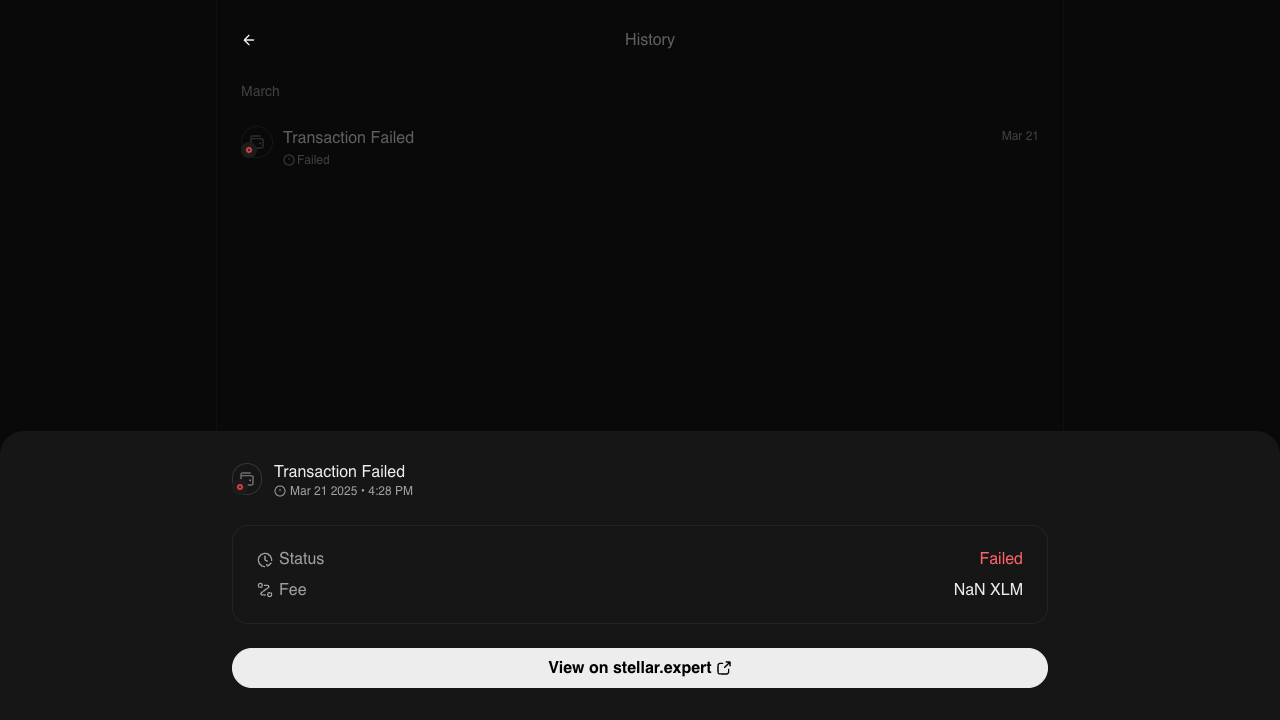 History
March
Transaction Failed
Mar 21
Failed
Transaction Failed
Mar 21 2025 • 4:28 PM
Status
Failed
Fee
NaN XLM
View on stellar.expert